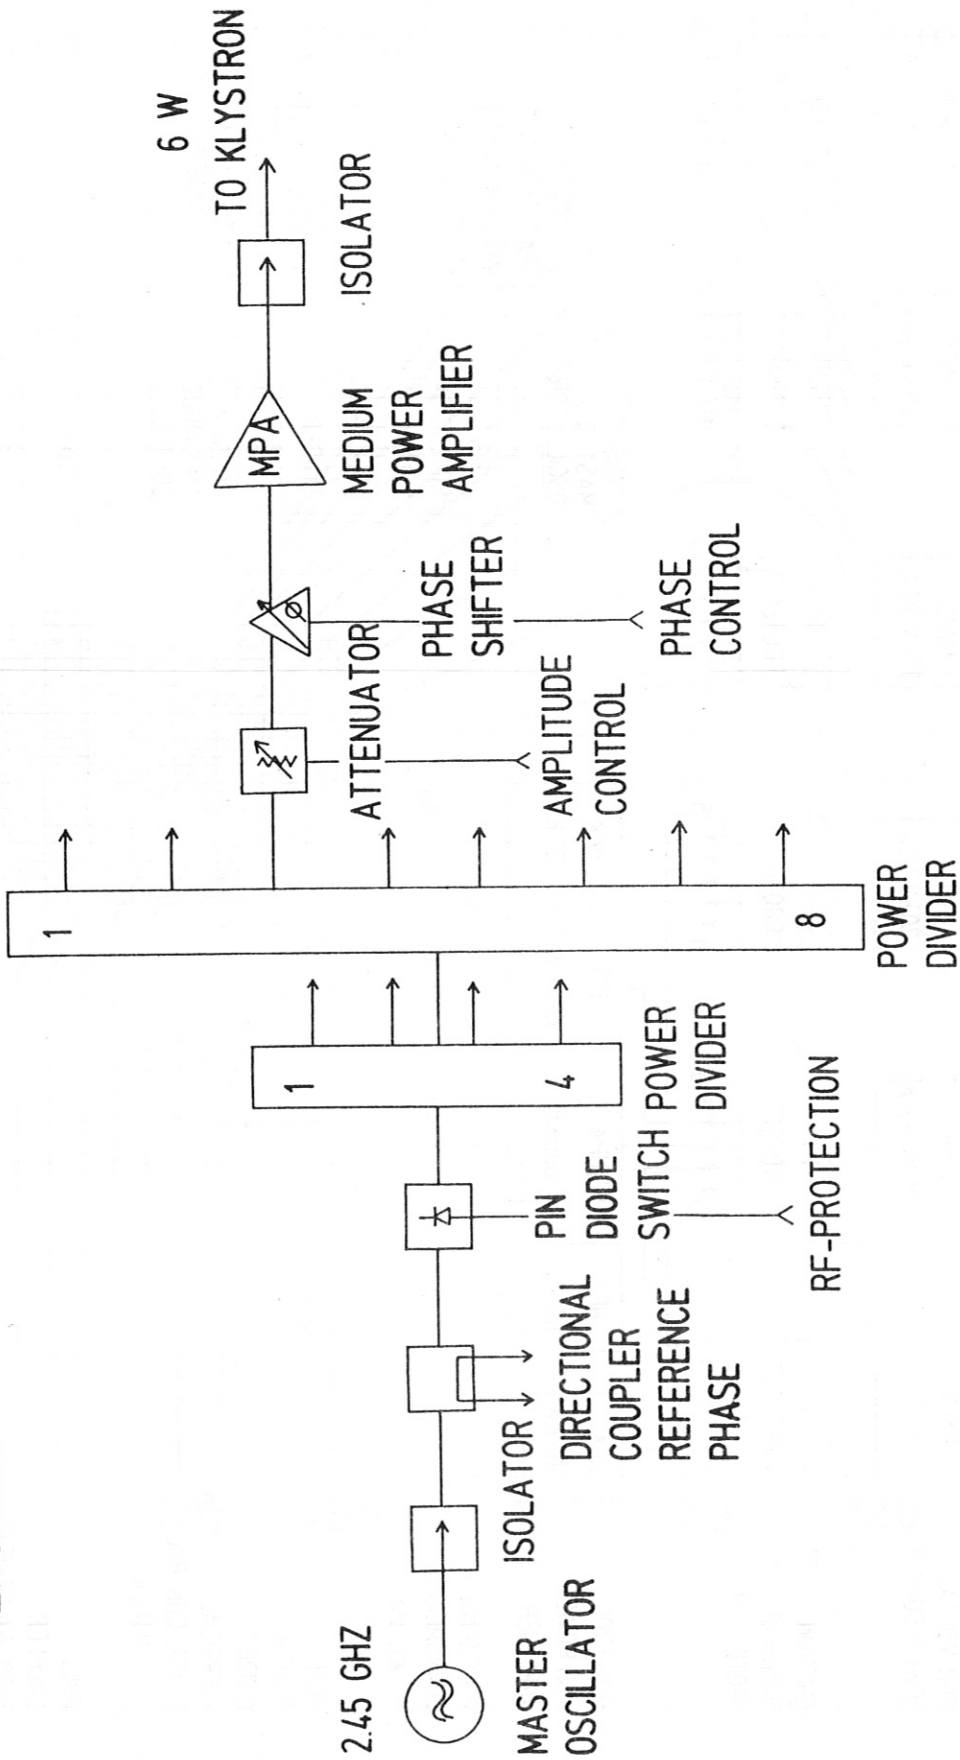 2.45 GHZ
MASTER
OSCILLATOR
ISOLATOR
DIRECTIONAL
COUPLER
REFERENCE
PHASE
PIN
DIODE
SWITCH
RF-PROTECTION
1
4
POWER
DIVIDER
1
8
POWER
DIVIDER
ATTENUATOR
AMPLITUDE
CONTROL
PHASE
SHIFTER
PHASE
CONTROL
MPA
MEDIUM
POWER
AMPLIFIER
ISOLATOR
6 W
TO KLYSTRON